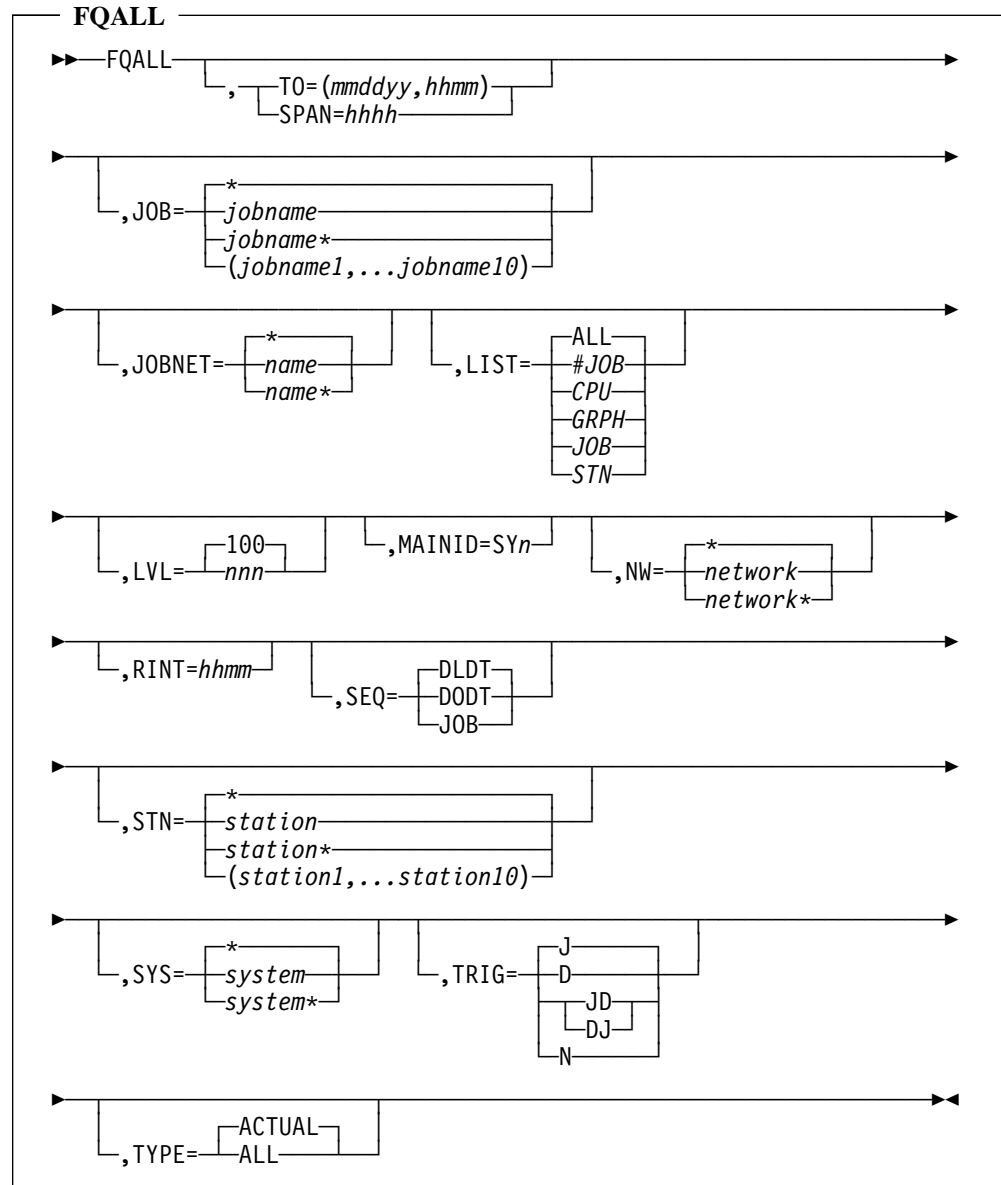 FQALL
FQALL
, TO=(mmddyy,hhmm)
SPAN=hhhh
*
,JOB= jobname
jobname*
(jobname1,...jobname10)
* ALL
,JOBNET= name ,LIST= #JOB
name* CPU
GRPH
JOB
STN
100 ,MAINID=SYn *
,LVL= nnn ,NW= network
network*
,RINT=hhmm DLDT
,SEQ= DODT
JOB
*
,STN= station
station*
(station1,...station10)
* J
,SYS= system ,TRIG= D
system* JD
DJ
N
ACTUAL
,TYPE= ALL